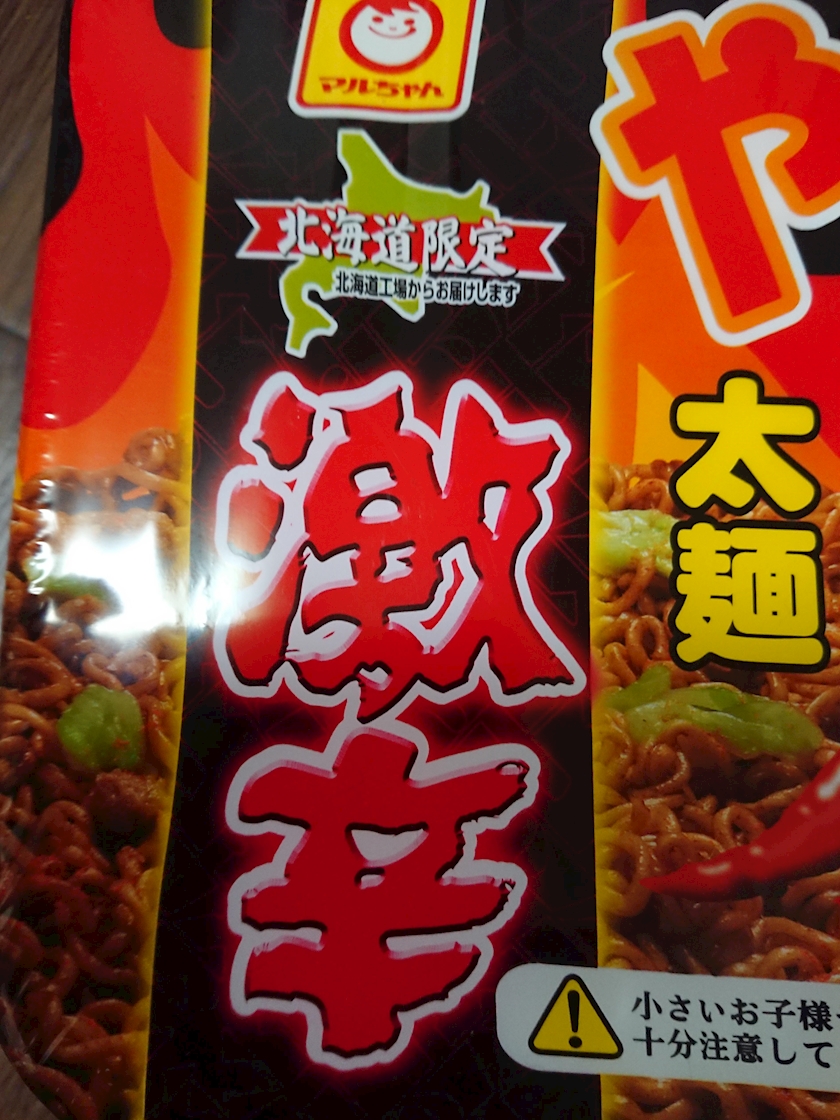 マルちゃん
北海道限定
北海道工場からお届けします
激辛
や
太麺
小さいお子様
十分注意して